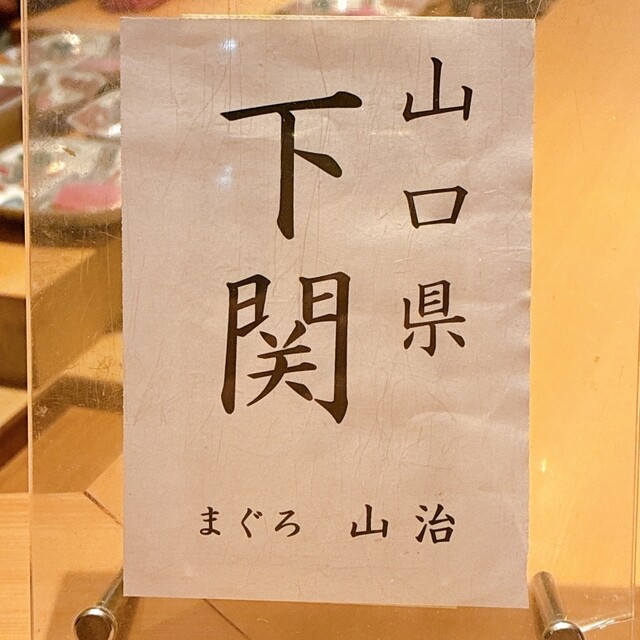 山口県
下関
まぐろ 山治